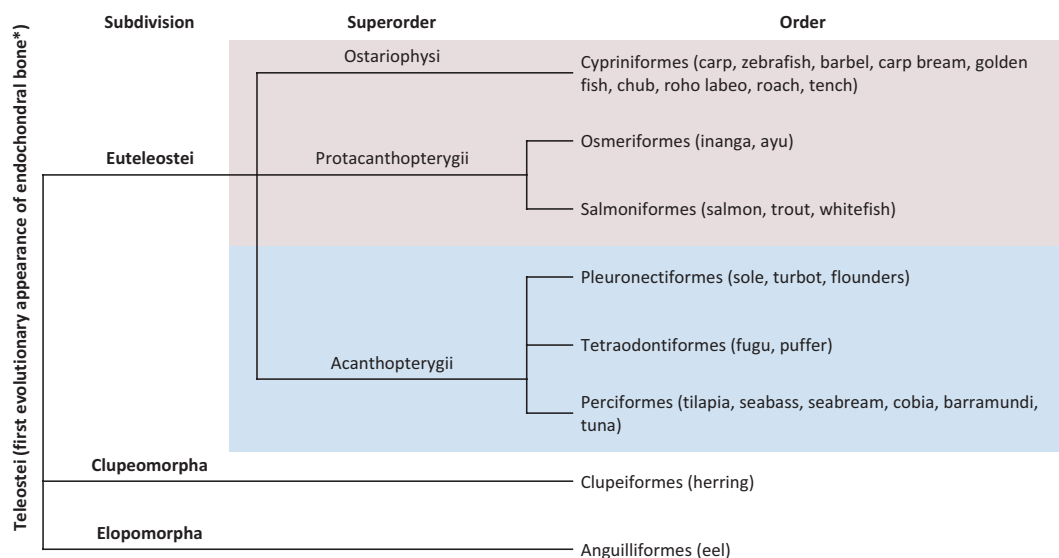 Subdivision Superorder Order
Teleostei (first evolutionary appearance of endochondral bone*)
Ostariophysi
Cypriniformes (carp, zebrafish, barbel, carp bream, golden
fish, chub, roho labeo, roach, tench)
Osmeriformes (inanga, ayu)
Euteleostei Protacanthopterygii
Salmoniformes (salmon, trout, whitefish)
Pleuronectiformes (sole, turbot, flounders)
Tetraodontiformes (fugu, puffer)
Acanthopterygii
Perciformes (tilapia, seabass, seabream, cobia, barramundi,
tuna)
Clupeomorpha
Clupeiformes (herring)
Elopomorpha
Anguilliformes (eel)